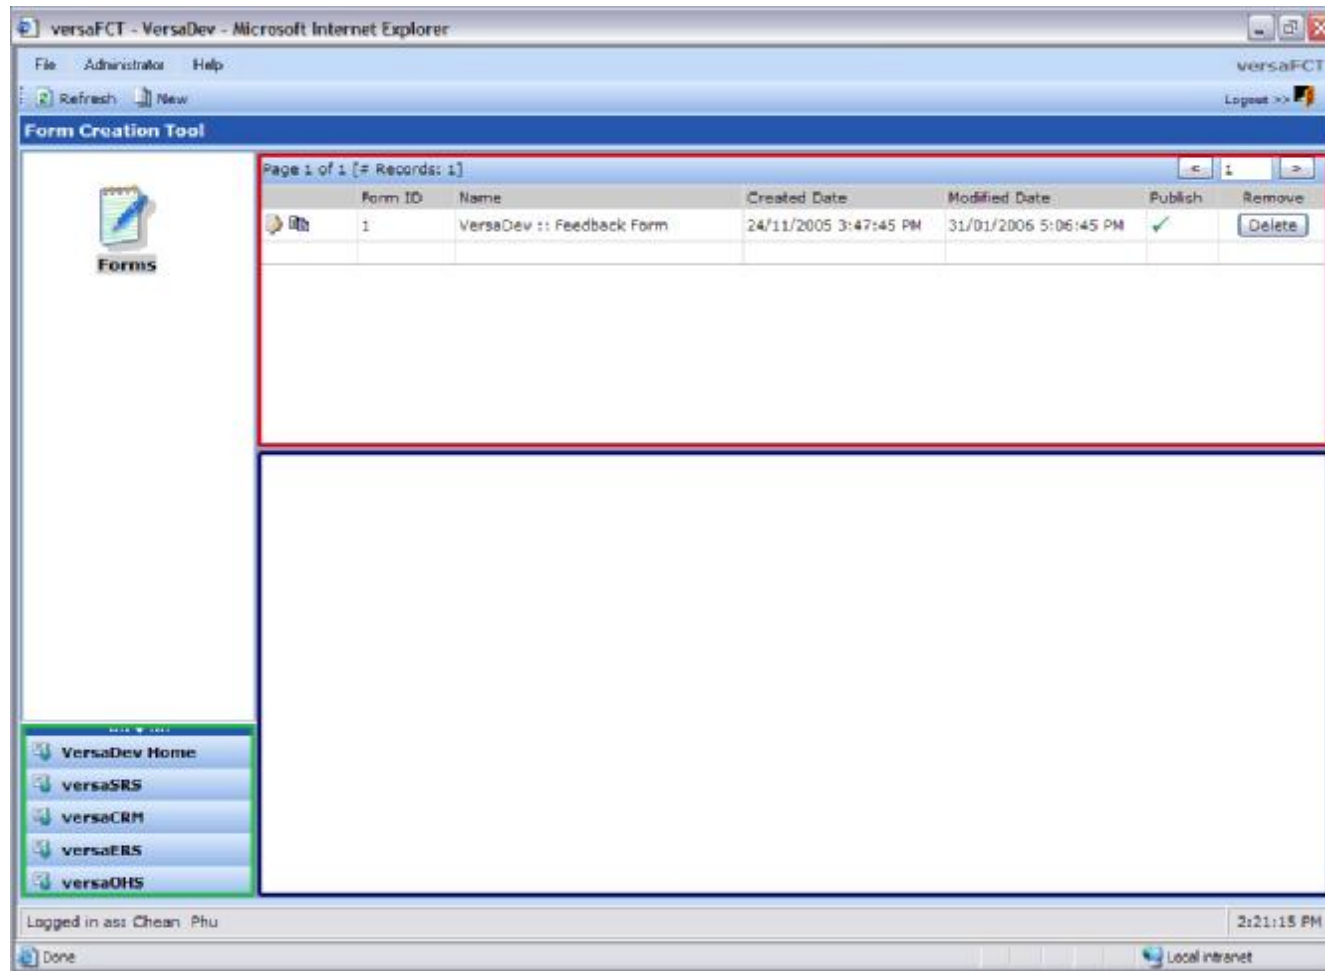 versaFCT - VersaDev - Microsoft Internet Explorer
File Administrator Help versaFCT
Refresh New Logout >>
Form Creation Tool
Page 1 of 1 [# Records: 1] < 1 >
Form ID Name Created Date Modified Date Publish Remove
1 VersaDev :: Feedback Form 24/11/2005 3:47:45 PM 31/01/2006 5:06:45 PM Delete
Forms
VersaDev Home
versaSRS
versaCRM
versaERS
versaOHS
Logged in as: Chean Phu 2:21:15 PM
Done Local intranet